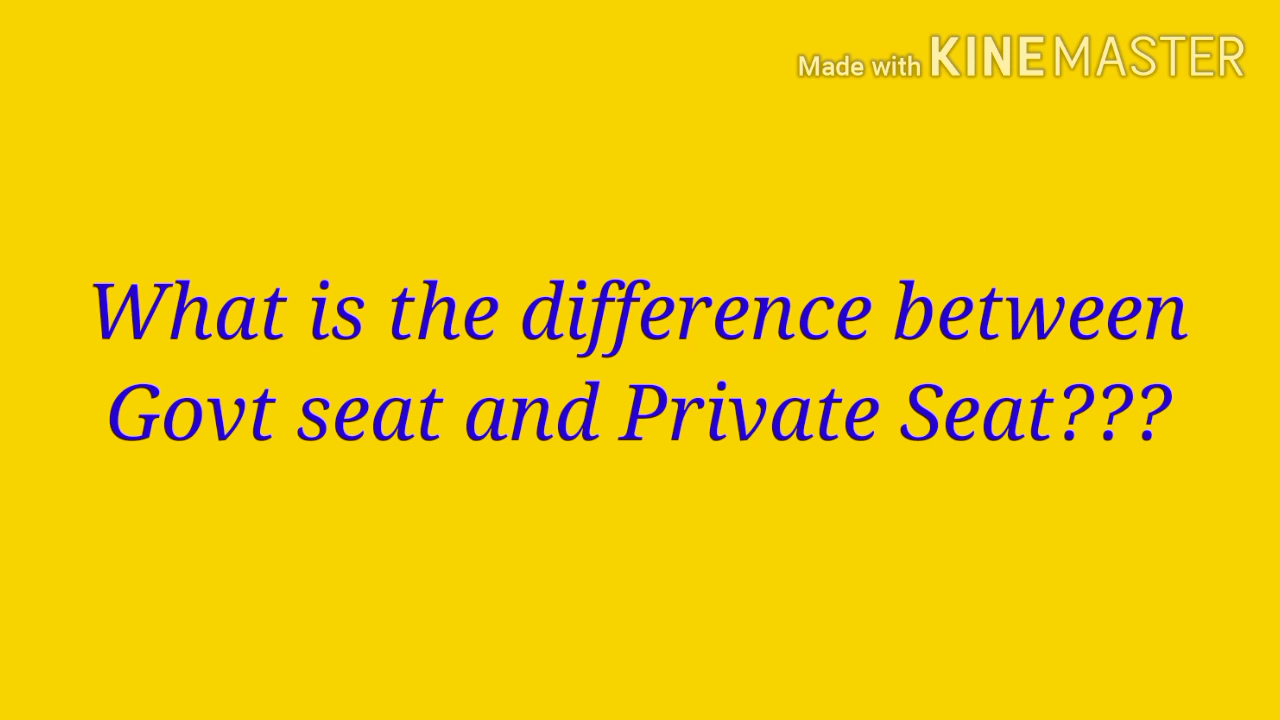 Made with KINEMASTER
What is the difference between
Govt seat and Private Seat???